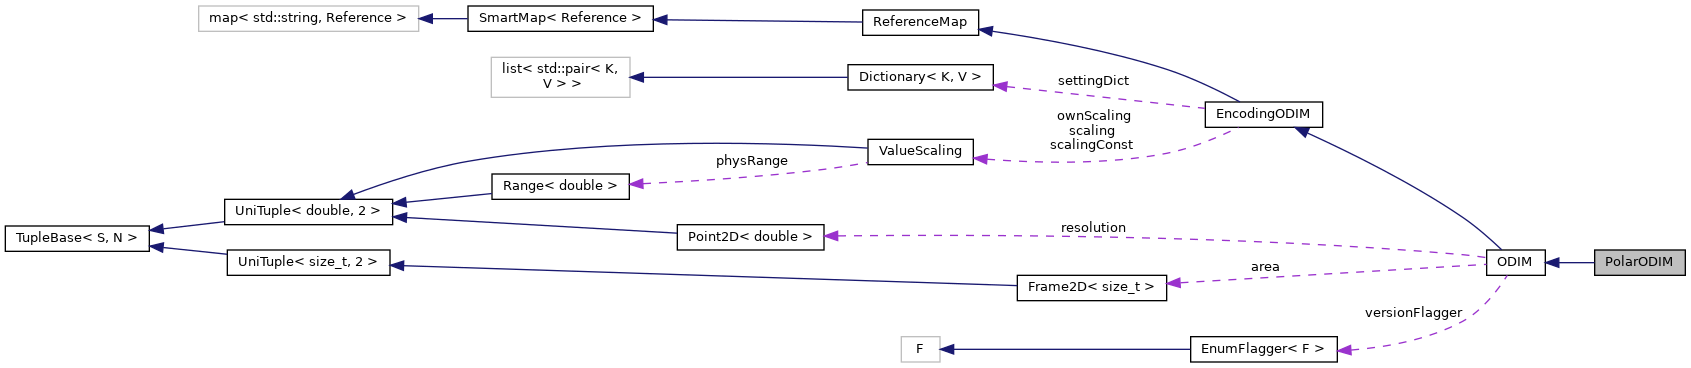 map< std::string, Reference >
SmartMap< Reference >
ReferenceMap
list< std::pair< K,
V > >
Dictionary< K, V >
settingDict
EncodingODIM
ownScaling
scaling
scalingConst
ValueScaling
physRange
Range< double >
UniTuple< double, 2 >
TupleBase< S, N >
Point2D< double >
resolution
UniTuple< size_t, 2 >
ODIM
PolarODIM
area
Frame2D< size_t >
versionFlagger
F
EnumFlagger< F >